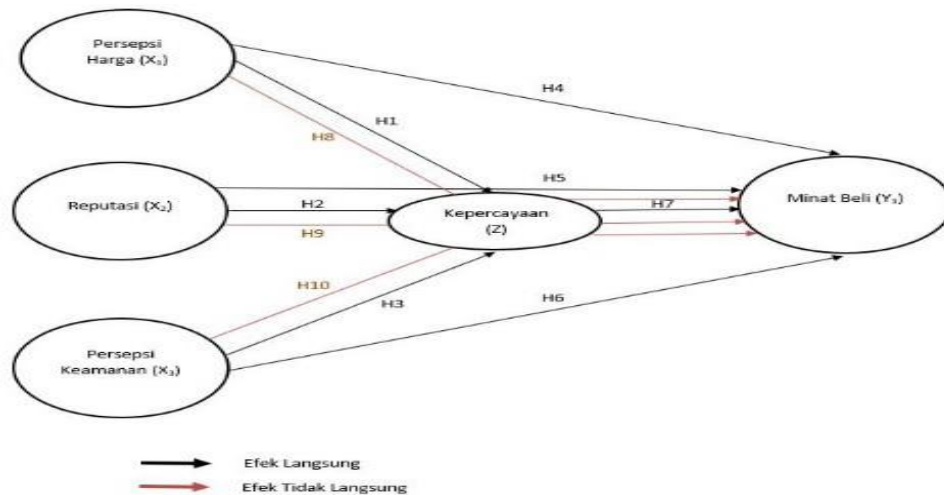 Persepsi
Harga (X₁)
H4
H1
H8
Reputasi (X₂)
H2
H5
H7
Minat Beli (Y₁)
Kepercayaan
(Z)
H9
H10
H3
H6
Persepsi
Keamanan (X₃)
Efek Langsung
Efek Tidak Langsung